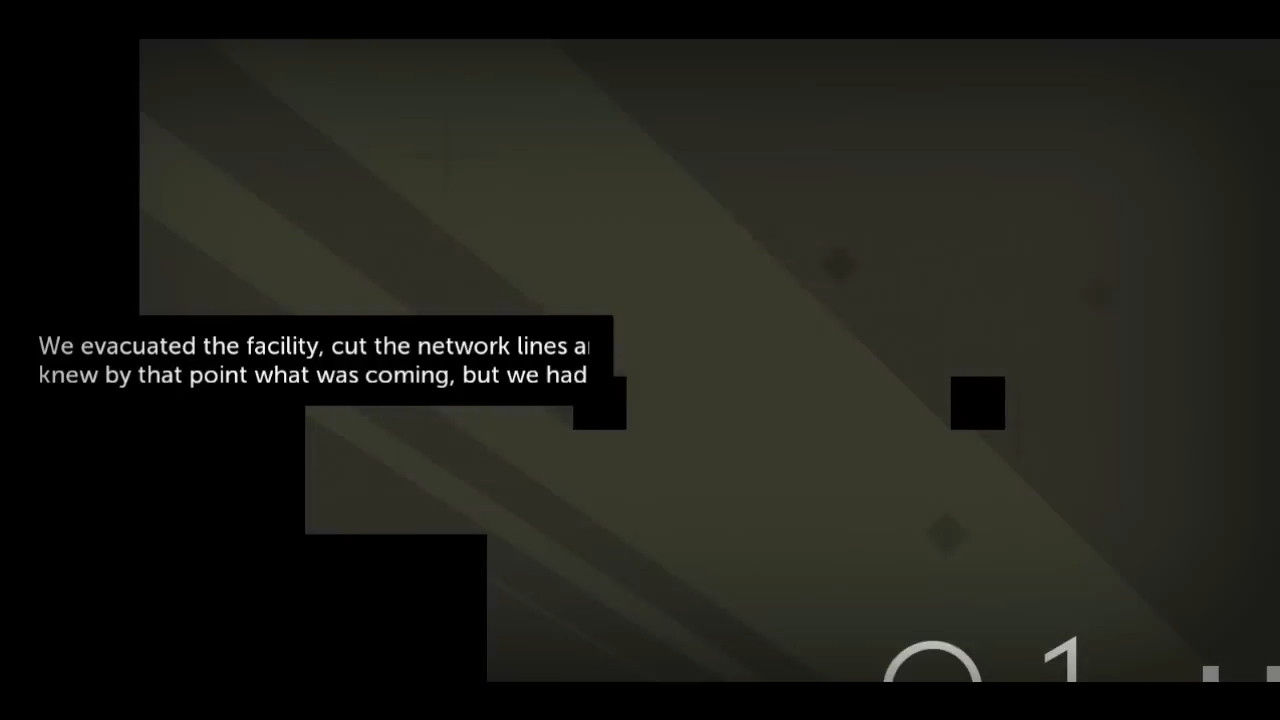 We evacuated the facility, cut the network lines
knew by that point what was coming, but we had